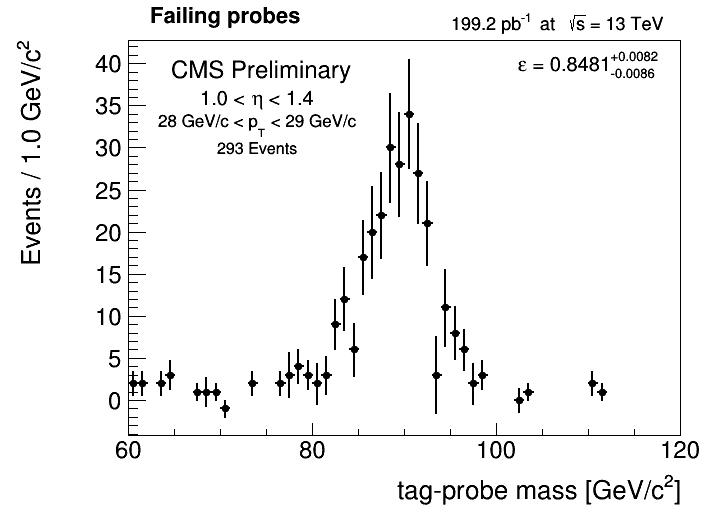 Failing probes
199.2 pb⁻¹ at √s = 13 TeV
CMS Preliminary
1.0 < η < 1.4
28 GeV/c < p_T < 29 GeV/c
293 Events
ε = 0.8481 +0.0082 -0.0086
Events / 1.0 GeV/c²
40
35
30
25
20
15
10
5
0
60 80 100 120
tag-probe mass [GeV/c²]